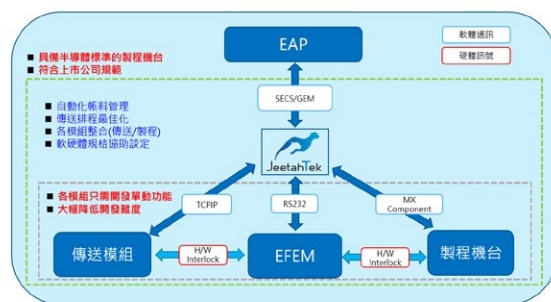 EAP
軟體通訊
硬體訊號
■ 具備半導體標準的製程機台
■ 符合上市公司規範
SECS/GEM
■ 自動化帳料管理
■ 傳送排程最佳化
■ 各模組整合(傳送/製程)
■ 軟硬體規格協助設定
JeetahTek
■ 各模組只需開發單動功能
■ 大幅降低開發難度
TCPIP
RS232
MX
Component
傳送模組
H/W
Interlock
EFEM
H/W
Interlock
製程機台